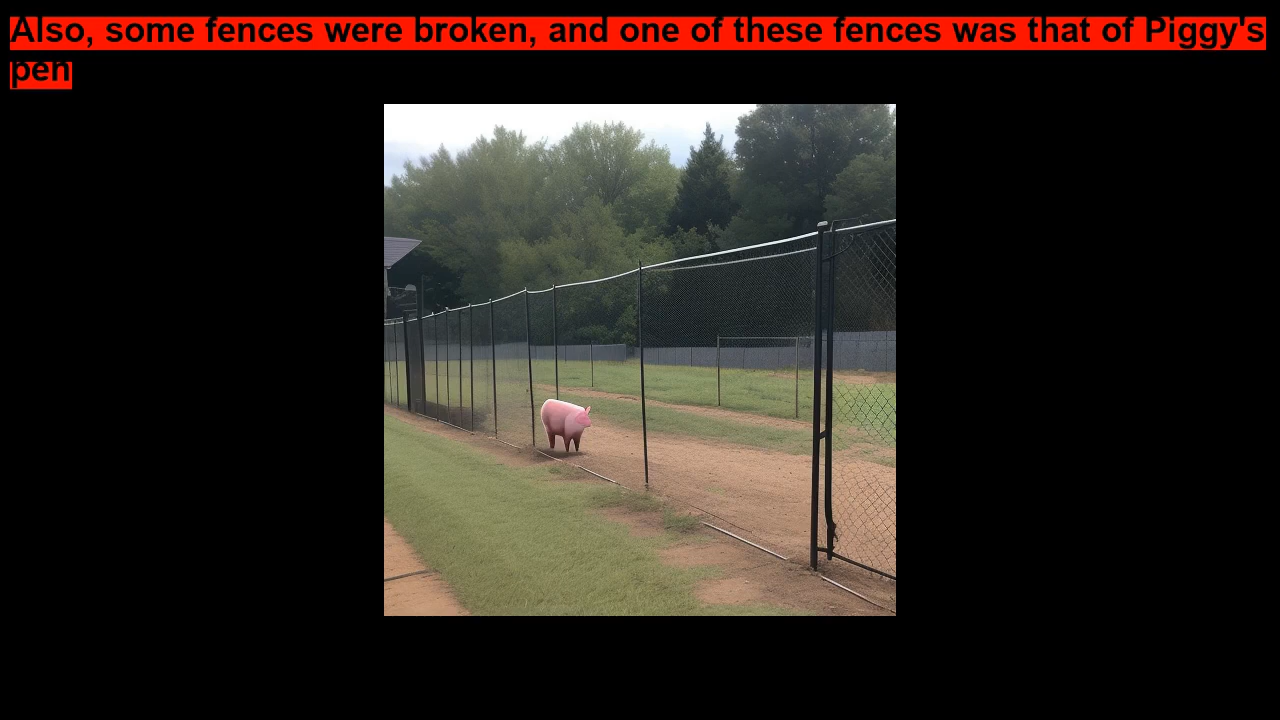 Also, some fences were broken, and one of these fences was that of Piggy's
pen